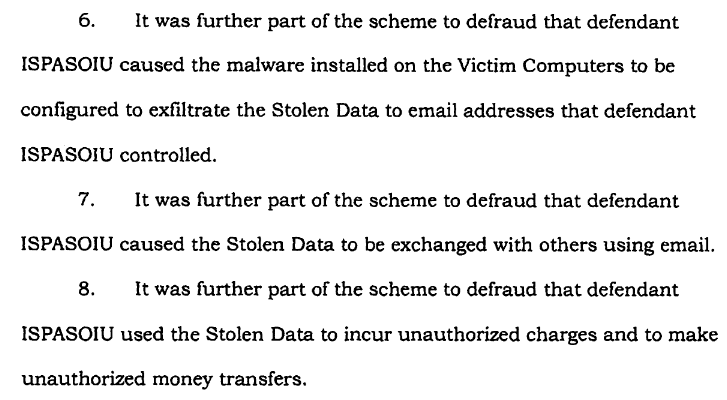 6. It was further part of the scheme to defraud that defendant
ISPASOIU caused the malware installed on the Victim Computers to be
configured to exfiltrate the Stolen Data to email addresses that defendant
ISPASOIU controlled.
7. It was further part of the scheme to defraud that defendant
ISPASOIU caused the Stolen Data to be exchanged with others using email.
8. It was further part of the scheme to defraud that defendant
ISPASOIU used the Stolen Data to incur unauthorized charges and to make
unauthorized money transfers.